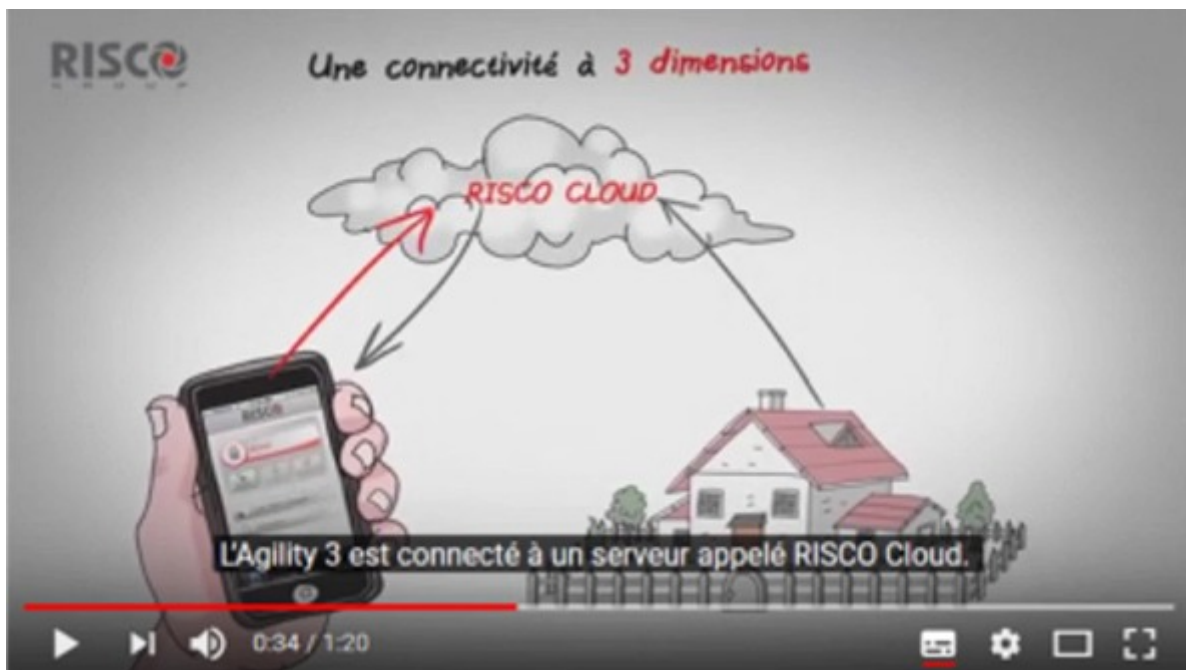 RISCO
GROUP
Une connectivité à 3 dimensions
RISCO CLOUD
RISCO
L'Agility 3 est connecté à un serveur appelé RISCO Cloud.
0:34 / 1:20